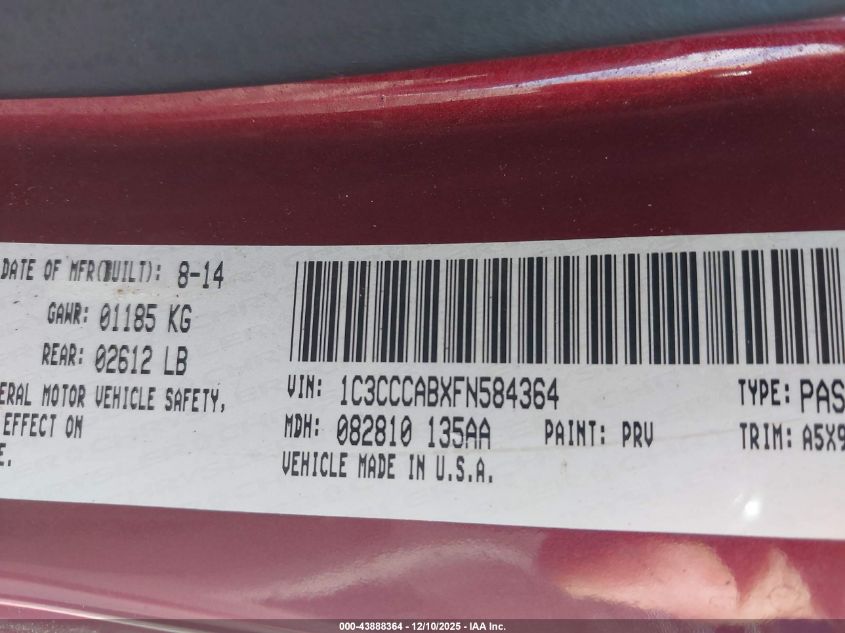 DATE OF MFR(BUILT): 8-14
GAWR: 01185 KG
REAR: 02612 LB
ERAL MOTOR VEHICLE SAFETY,
EFFECT ON
E.
VIN: 1C3CCCABXFN584364 TYPE: PAS
MDH: 082810 135AA PAINT: PRV TRIM: A5X9
VEHICLE MADE IN U.S.A.
000-43888364 - 12/10/2025 - IAA Inc.